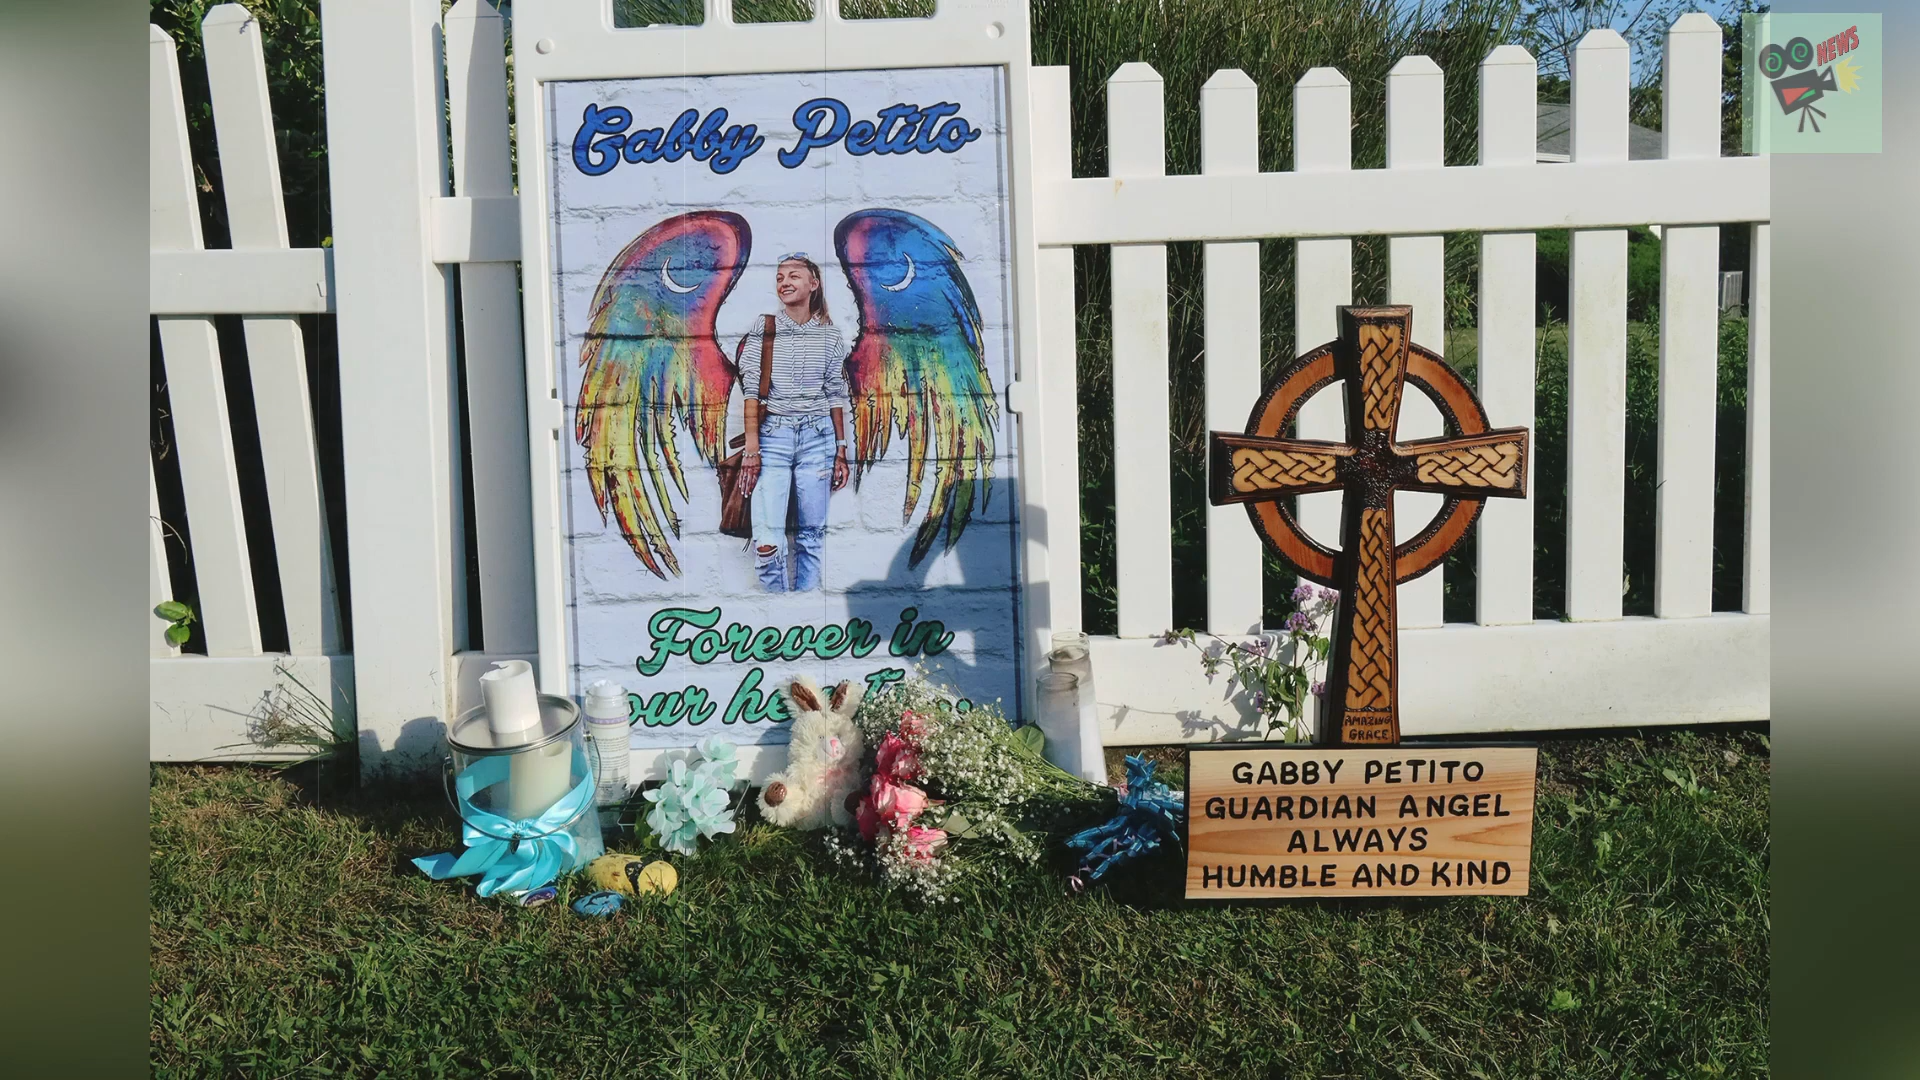 NEWS
Gabby Petito
Forever in
our
AMAZING
GRACE
GABBY PETITO
GUARDIAN ANGEL
ALWAYS
HUMBLE AND KIND